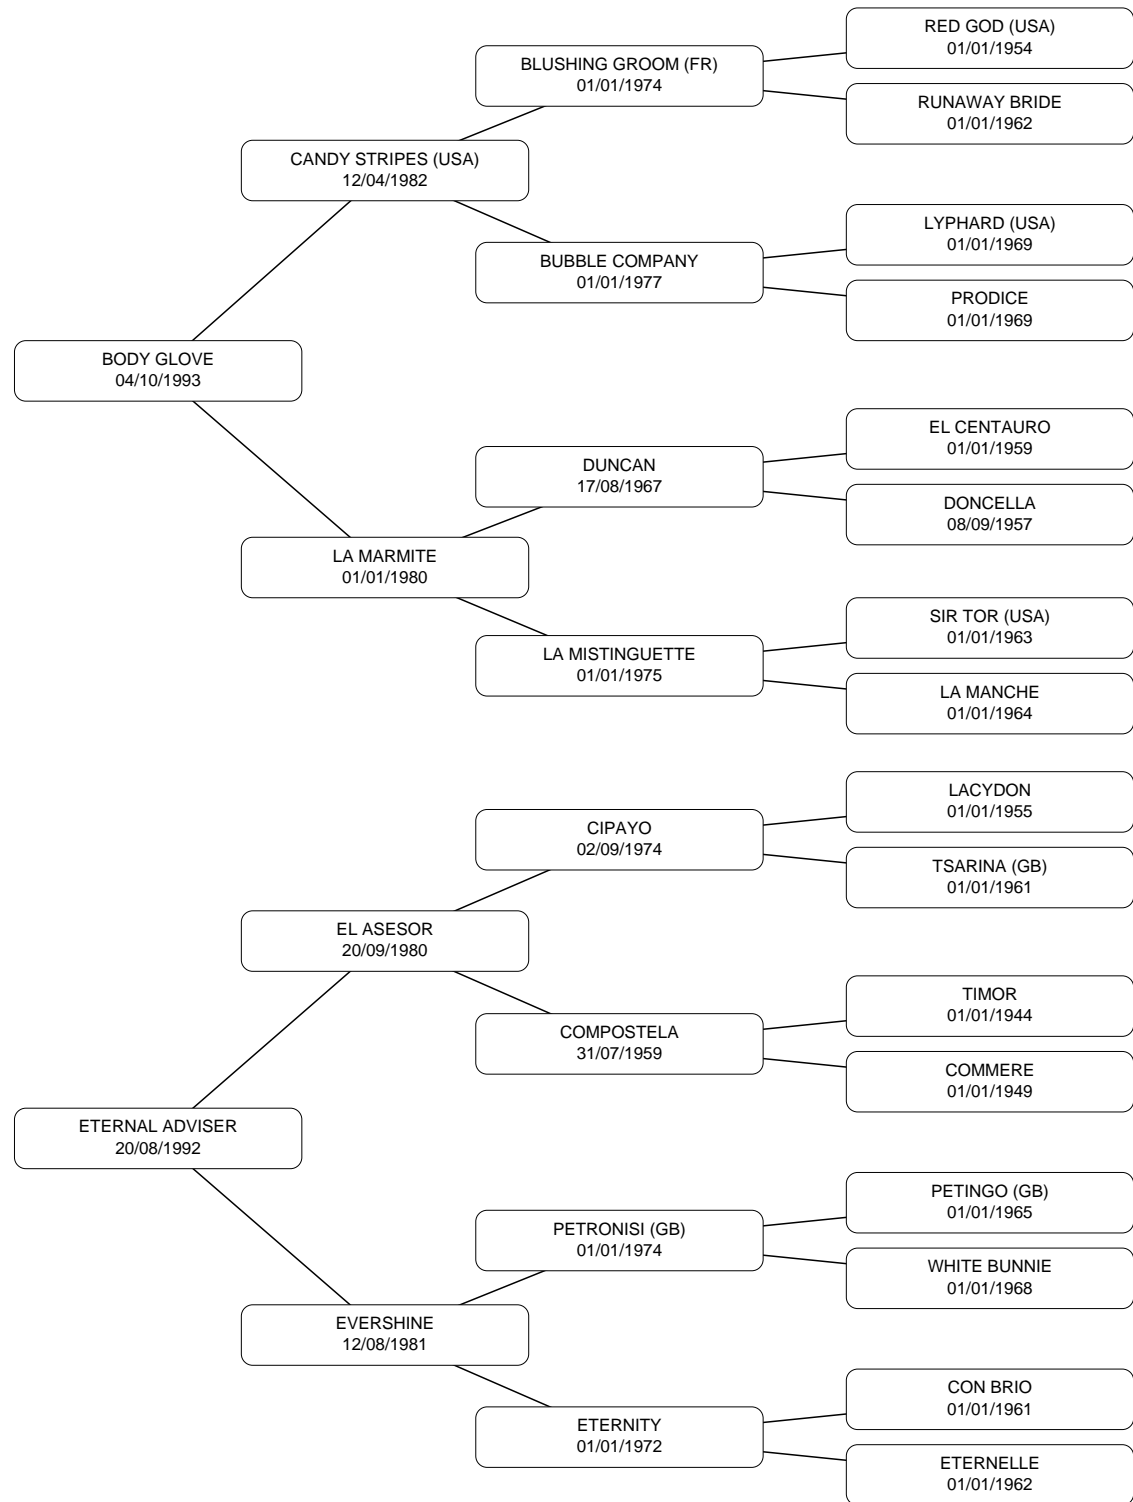 RED GOD (USA)
01/01/1954
BLUSHING GROOM (FR)
01/01/1974
RUNAWAY BRIDE
01/01/1962
CANDY STRIPES (USA)
12/04/1982
LYPHARD (USA)
01/01/1969
BUBBLE COMPANY
01/01/1977
PRODICE
01/01/1969
BODY GLOVE
04/10/1993
EL CENTAURO
01/01/1959
DUNCAN
17/08/1967
DONCELLA
08/09/1957
LA MARMITE
01/01/1980
SIR TOR (USA)
01/01/1963
LA MISTINGUETTE
01/01/1975
LA MANCHE
01/01/1964
LACYDON
01/01/1955
CIPAYO
02/09/1974
TSARINA (GB)
01/01/1961
EL ASESOR
20/09/1980
TIMOR
01/01/1944
COMPOSTELA
31/07/1959
COMMERE
01/01/1949
ETERNAL ADVISER
20/08/1992
PETINGO (GB)
01/01/1965
PETRONISI (GB)
01/01/1974
WHITE BUNNIE
01/01/1968
EVERSHINE
12/08/1981
CON BRIO
01/01/1961
ETERNITY
01/01/1972
ETERNELLE
01/01/1962